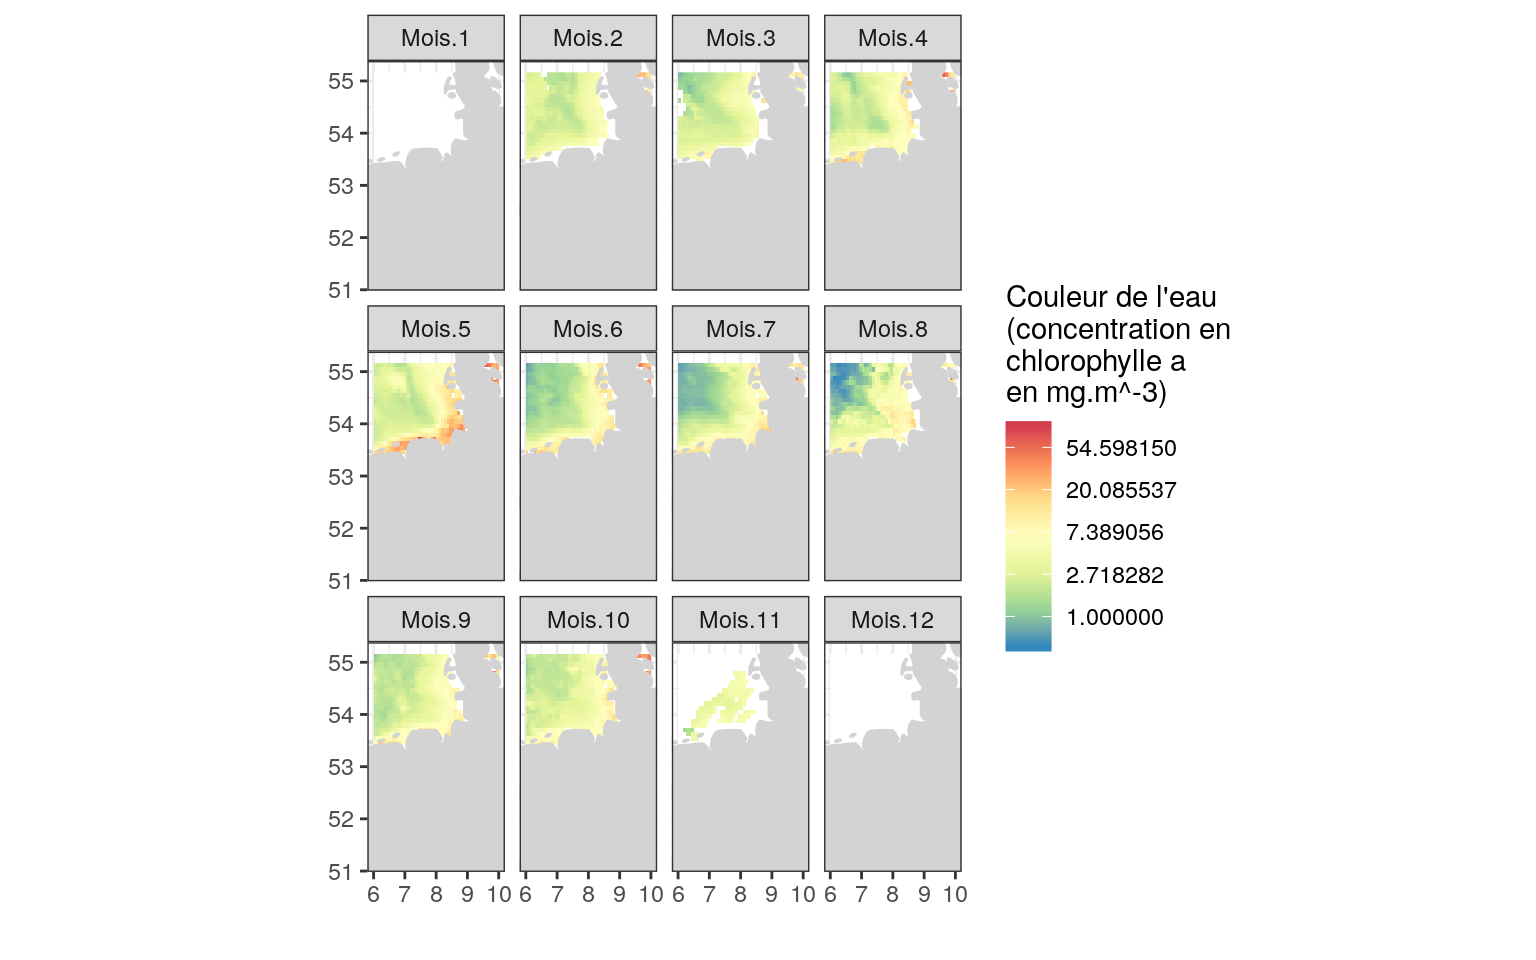 Mois.1 Mois.2 Mois.3 Mois.4
55
54
53
52
51
Mois.5 Mois.6 Mois.7 Mois.8
55
54
53
52
51
Mois.9 Mois.10 Mois.11 Mois.12
55
54
53
52
51
6 7 8 9 10 6 7 8 9 10 6 7 8 9 10 6 7 8 9 10
Couleur de l'eau
(concentration en
chlorophylle a
en mg.m^-3)
54.598150
20.085537
7.389056
2.718282
1.000000